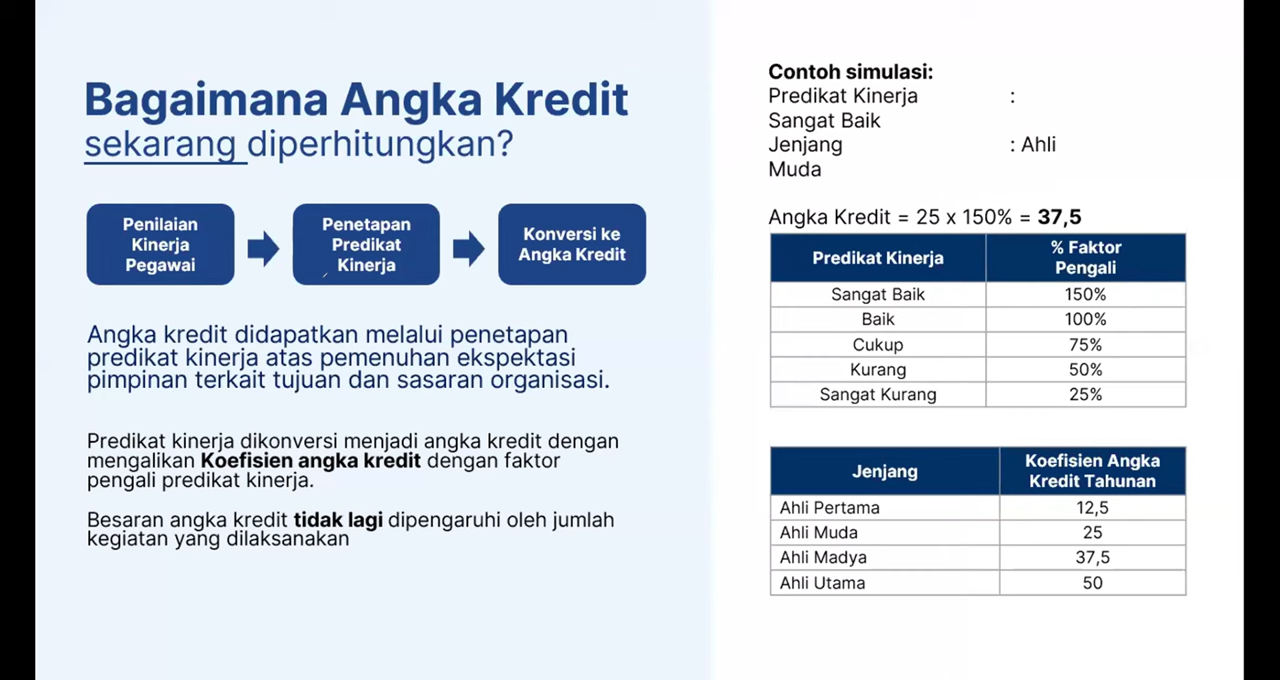 Bagaimana Angka Kredit
sekarang diperhitungkan?
Penilaian
Kinerja
Pegawai
Penetapan
Predikat
Kinerja
Konversi ke
Angka Kredit
Angka kredit didapatkan melalui penetapan
predikat kinerja atas pemenuhan ekspektasi
pimpinan terkait tujuan dan sasaran organisasi.
Predikat kinerja dikonversi menjadi angka kredit dengan
mengalikan Koefisien angka kredit dengan faktor
pengali predikat kinerja.
Besaran angka kredit tidak lagi dipengaruhi oleh jumlah
kegiatan yang dilaksanakan
Contoh simulasi:
Predikat Kinerja :
Sangat Baik
Jenjang : Ahli
Muda
Angka Kredit = 25 x 150% = 37,5
Predikat Kinerja % Faktor
Pengali
Sangat Baik 150%
Baik 100%
Cukup 75%
Kurang 50%
Sangat Kurang 25%
Jenjang Koefisien Angka
Kredit Tahunan
Ahli Pertama 12,5
Ahli Muda 25
Ahli Madya 37,5
Ahli Utama 50